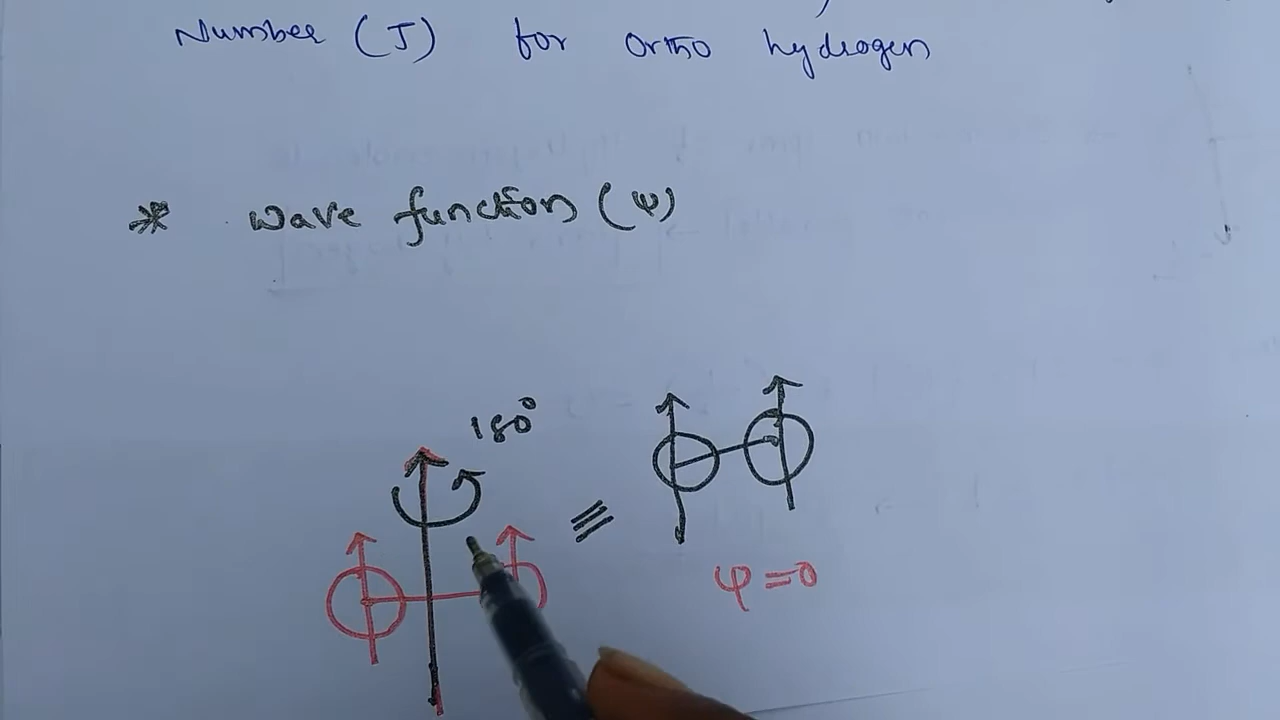 Number (J) for ortho hydrogen
* Wave function (ψ)
180°
≡
ψ=0